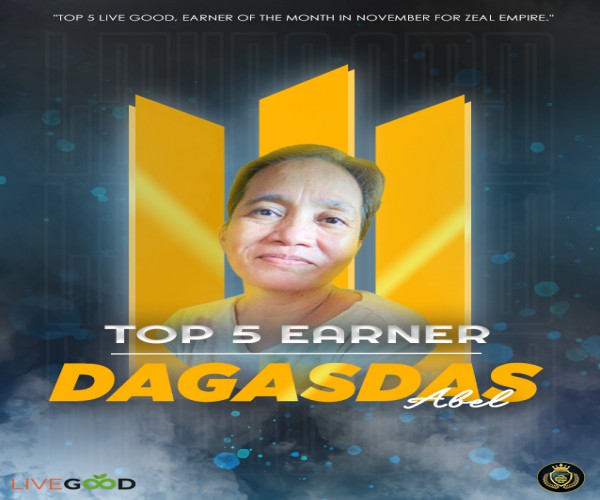 "TOP 5 LIVE GOOD, EARNER OF THE MONTH IN NOVEMBER FOR ZEAL EMPIRE."
TOP 5 EARNER
DAGASDAS
Abel
LIVEGOOD